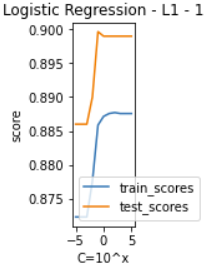 Logistic Regression - L1 - 1
0.900
0.895
0.890
0.885
0.880
0.875
score
train_scores
test_scores
−5 0 5
C=10^x